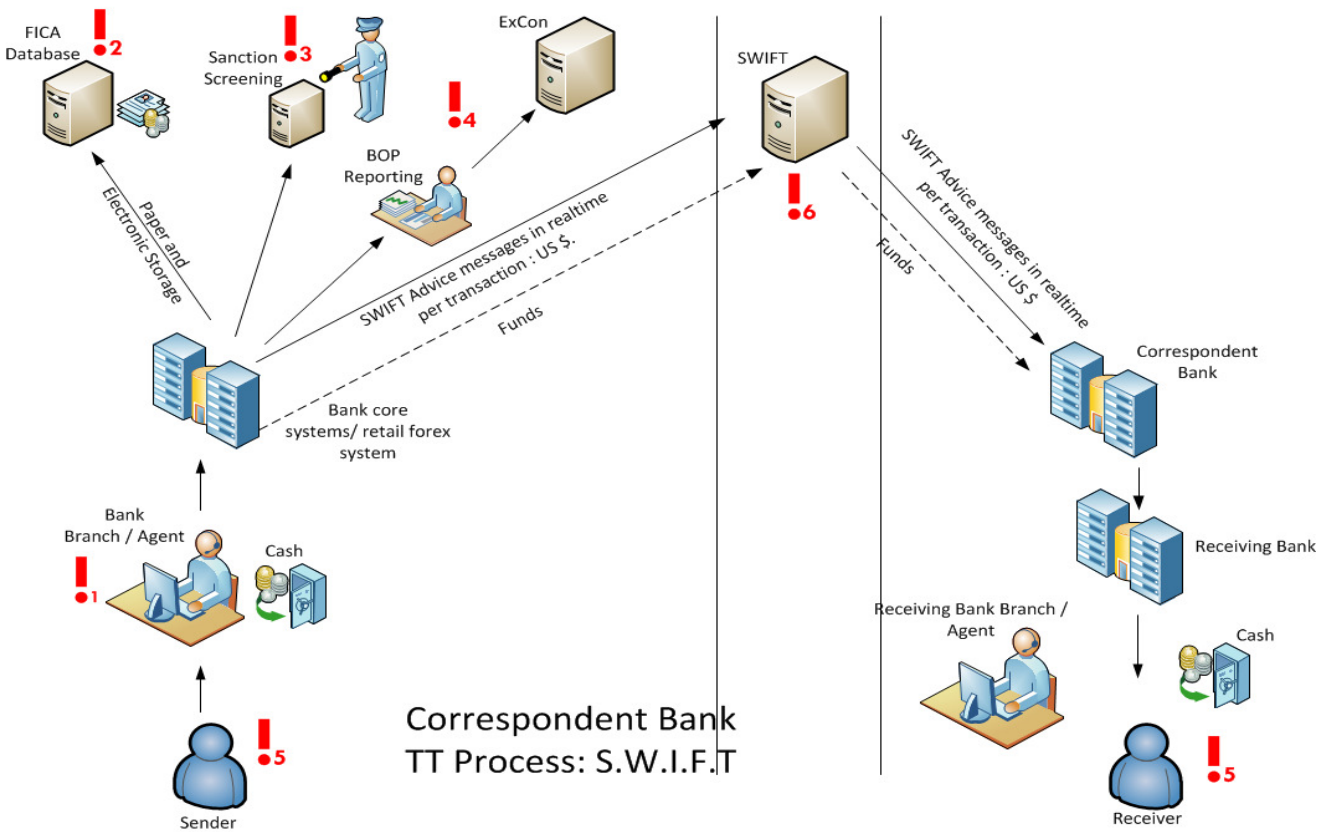 FICA
Database
!2
Sanction
Screening
!3
ExCon
!4
BOP
Reporting
SWIFT
!6
Paper and
Electronic Storage
SWIFT Advice messages in realtime
per transaction : US $.
Funds
SWIFT Advice messages in realtime
per transaction : US $
Funds
Bank core
systems/ retail forex
system
Correspondent
Bank
Bank
Branch / Agent
!1
Cash
Receiving Bank
Receiving Bank Branch /
Agent
Cash
Correspondent Bank
TT Process: S.W.I.F.T
!5
Sender
!5
Receiver